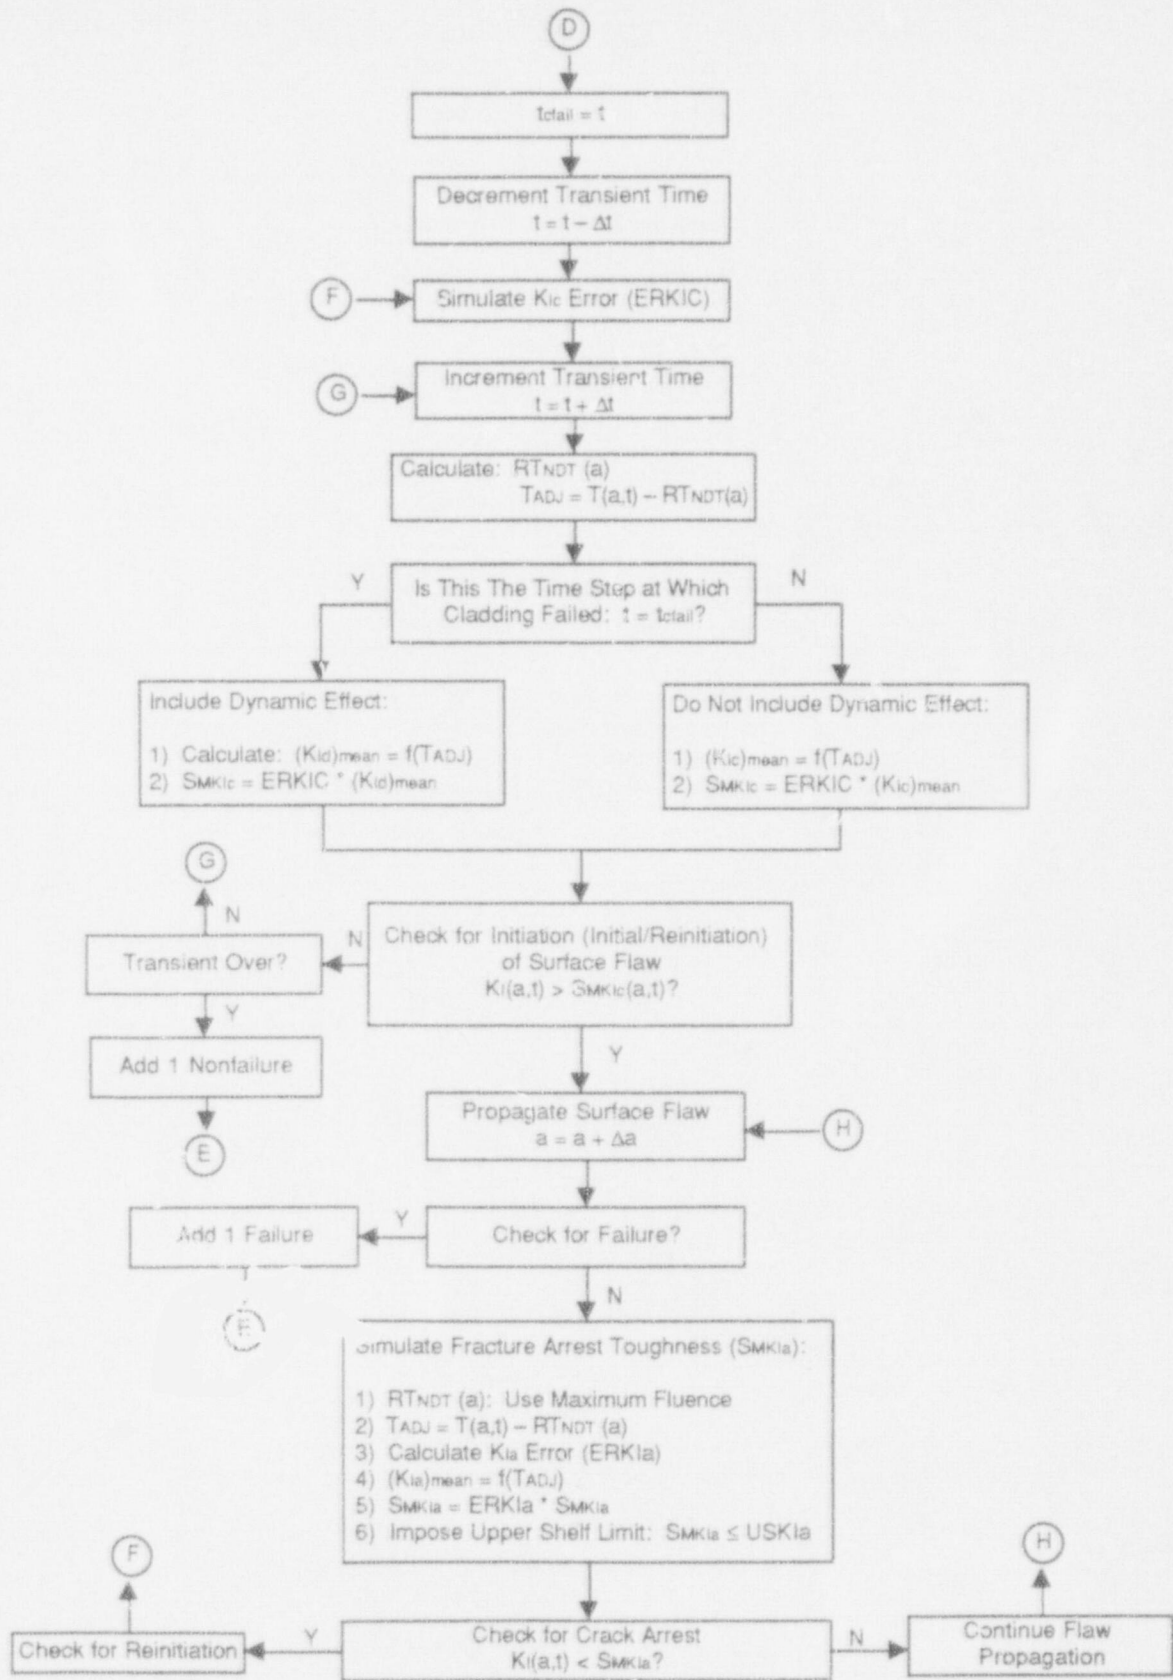 D
tcfail = t
Decrement Transient Time
t = t – Δt
F
Simulate KIc Error (ERKIC)
G
Increment Transient Time
t = t + Δt
Calculate: RTNDT (a)
TADJ = T(a,t) – RTNDT(a)
Y
Is This The Time Step at Which
Cladding Failed: t = tcfail?
N
Include Dynamic Effect:
1) Calculate: (KId)mean = f(TADJ)
2) SMKIc = ERKIC * (KId)mean
Do Not Include Dynamic Effect:
1) (KIc)mean = f(TADJ)
2) SMKIc = ERKIC * (KIc)mean
G
N
Transient Over?
N
Check for Initiation (Initial/Reinitiation)
of Surface Flaw
KI(a,t) > SMKIc(a,t)?
Y
Add 1 Nonfailure
E
Y
Propagate Surface Flaw
a = a + Δa
H
Add 1 Failure
Y
Check for Failure?
E
N
Simulate Fracture Arrest Toughness (SMKIa):
1) RTNDT (a): Use Maximum Fluence
2) TADJ = T(a,t) – RTNDT (a)
3) Calculate KIa Error (ERKIa)
4) (KIa)mean = f(TADJ)
5) SMKIa = ERKIa * SMKIa
6) Impose Upper Shelf Limit: SMKIa ≤ USKIa
F
H
Check for Reinitiation
Y
Check for Crack Arrest
KI(a,t) < SMKIa?
N
Continue Flaw
Propagation